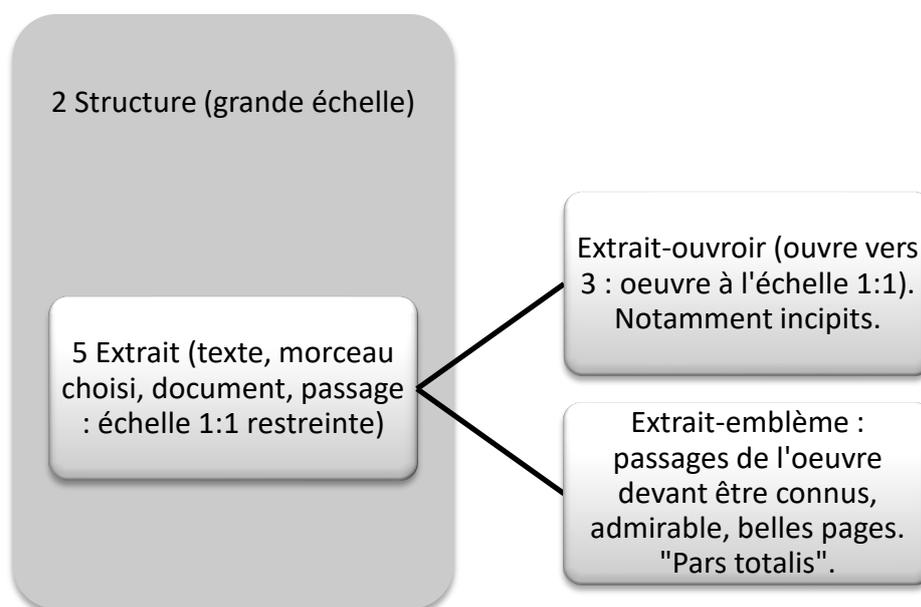 2 Structure (grande échelle)
5 Extrait (texte, morceau
choisi, document, passage
: échelle 1:1 restreinte)
Extrait-ouvroir (ouvre vers
3 : oeuvre à l'échelle 1:1).
Notamment incipits.
Extrait-emblème :
passages de l'oeuvre
devant être connus,
admirable, belles pages.
"Pars totalis".